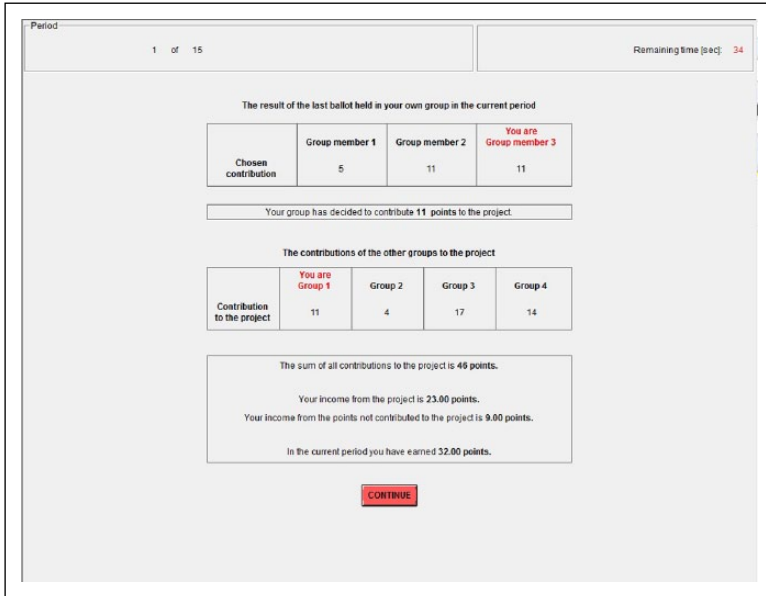 Period
1 of 15
Remaining time [sec]: 34
The result of the last ballot held in your own group in the current period
Group member 1 Group member 2 You are Group member 3
Chosen contribution 5 11 11
Your group has decided to contribute 11 points to the project.
The contributions of the other groups to the project
You are Group 1 Group 2 Group 3 Group 4
Contribution to the project 11 4 17 14
The sum of all contributions to the project is 46 points.
Your income from the project is 23.00 points.
Your income from the points not contributed to the project is 9.00 points.
In the current period you have earned 32.00 points.
CONTINUE